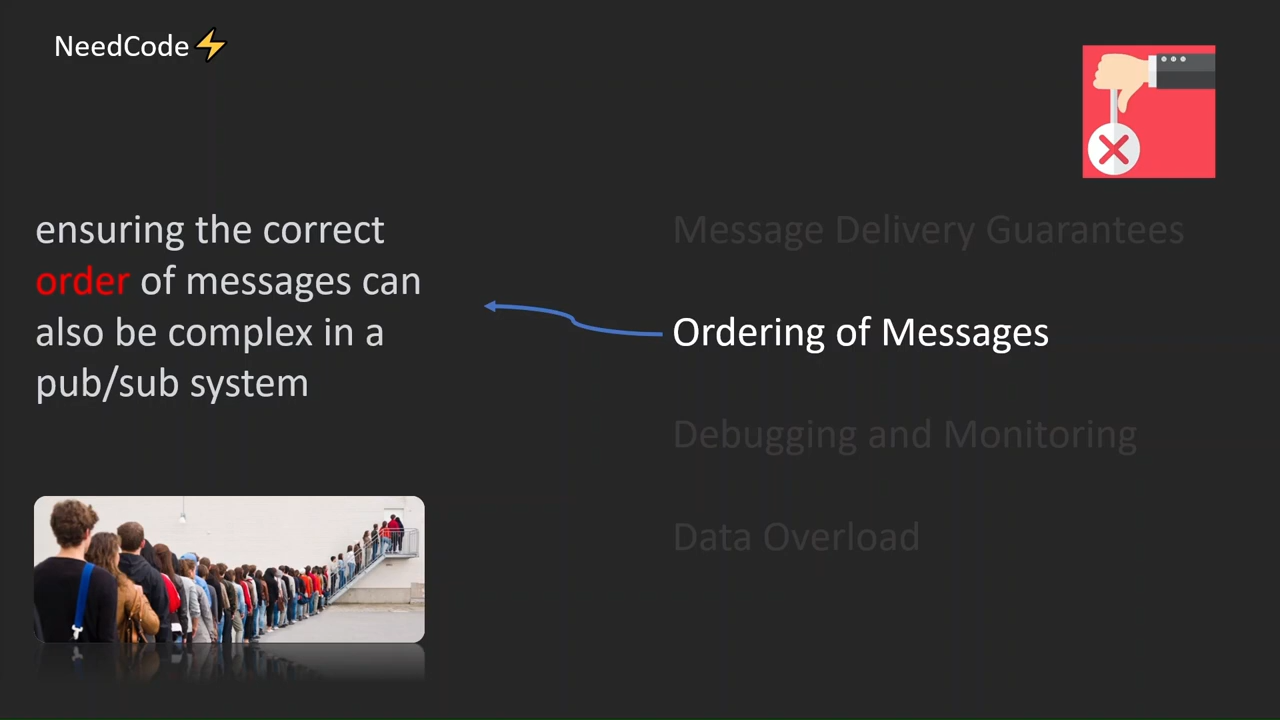 NeedCode⚡
ensuring the correct
order of messages can
also be complex in a
pub/sub system
Message Delivery Guarantees
Ordering of Messages
Debugging and Monitoring
Data Overload